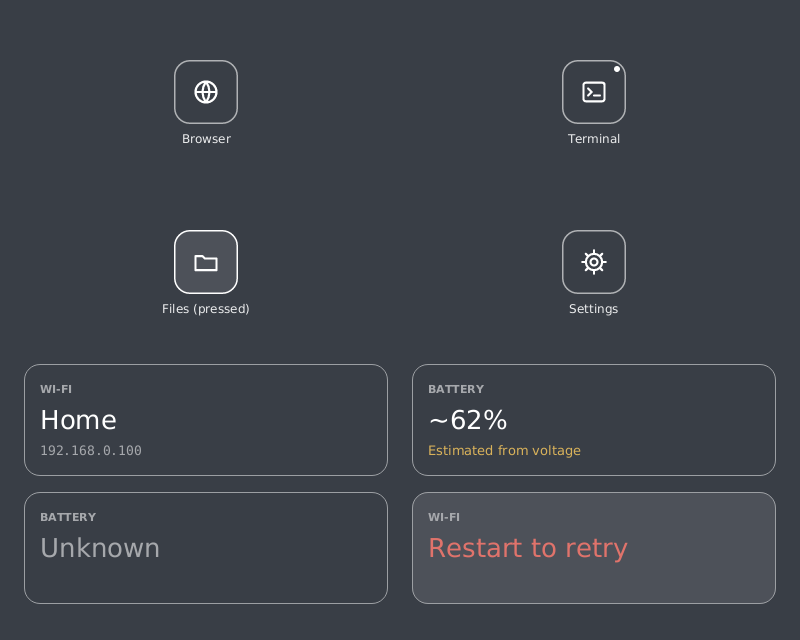 Browser
Terminal
Files (pressed)
Settings
WI-FI
Home
192.168.0.100
BATTERY
~62%
Estimated from voltage
BATTERY
Unknown
WI-FI
Restart to retry